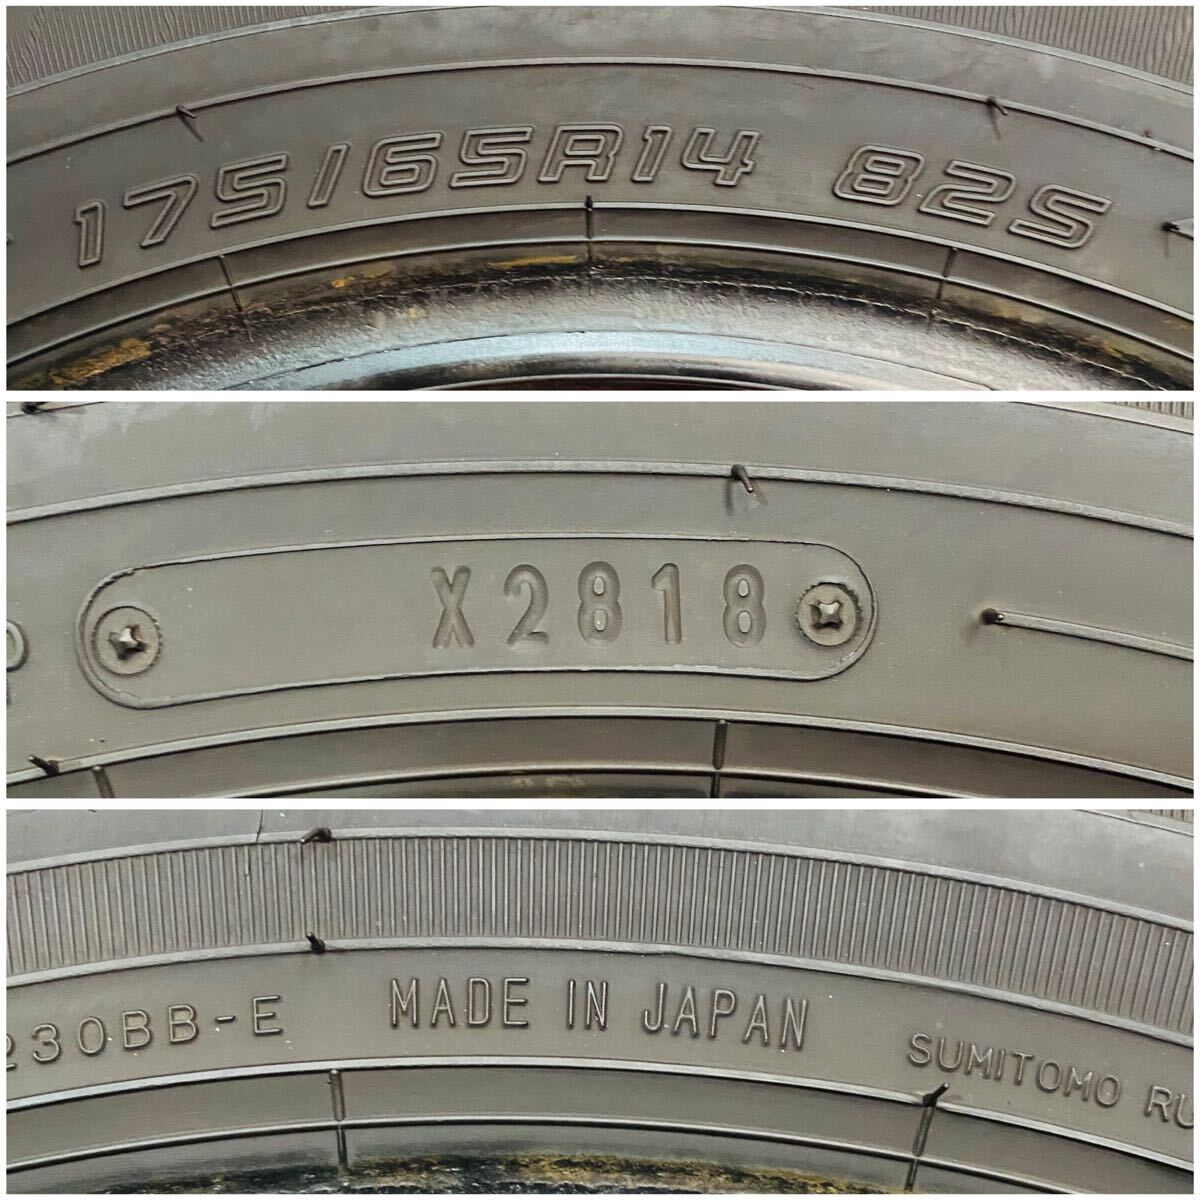 175/65R14 82S
X2818
230BB-E MADE IN JAPAN SUMITOMO RU